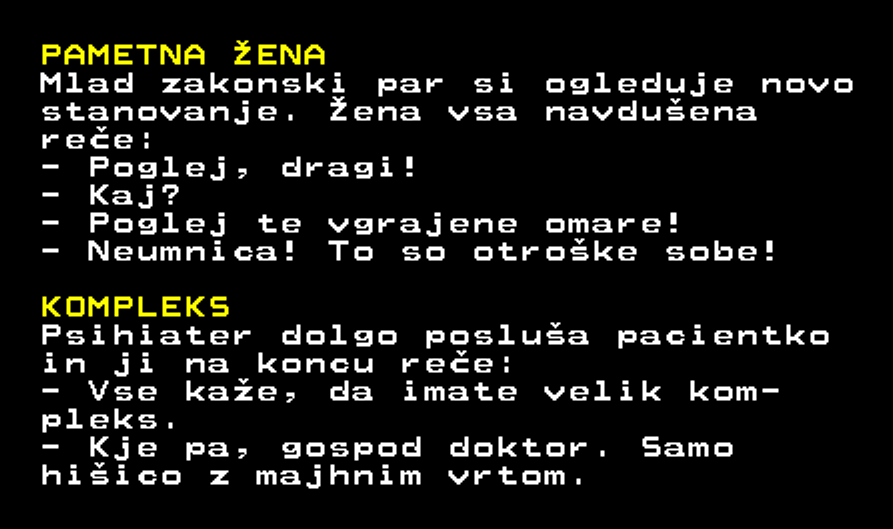 PAMETNA ŽENA
Mlad zakonski par si ogleduje novo
stanovanje. Žena vsa navdušena
reče:
- Poglej, dragi!
- Kaj?
- Poglej te vgrajene omare!
- Neumnica! To so otroške sobe!
KOMPLEKS
Psihiater dolgo posluša pacientko
in ji na koncu reče:
- Vse kaže, da imate velik kom-
pleks.
- Kje pa, gospod doktor. Samo
hišico z majhnim vrtom.